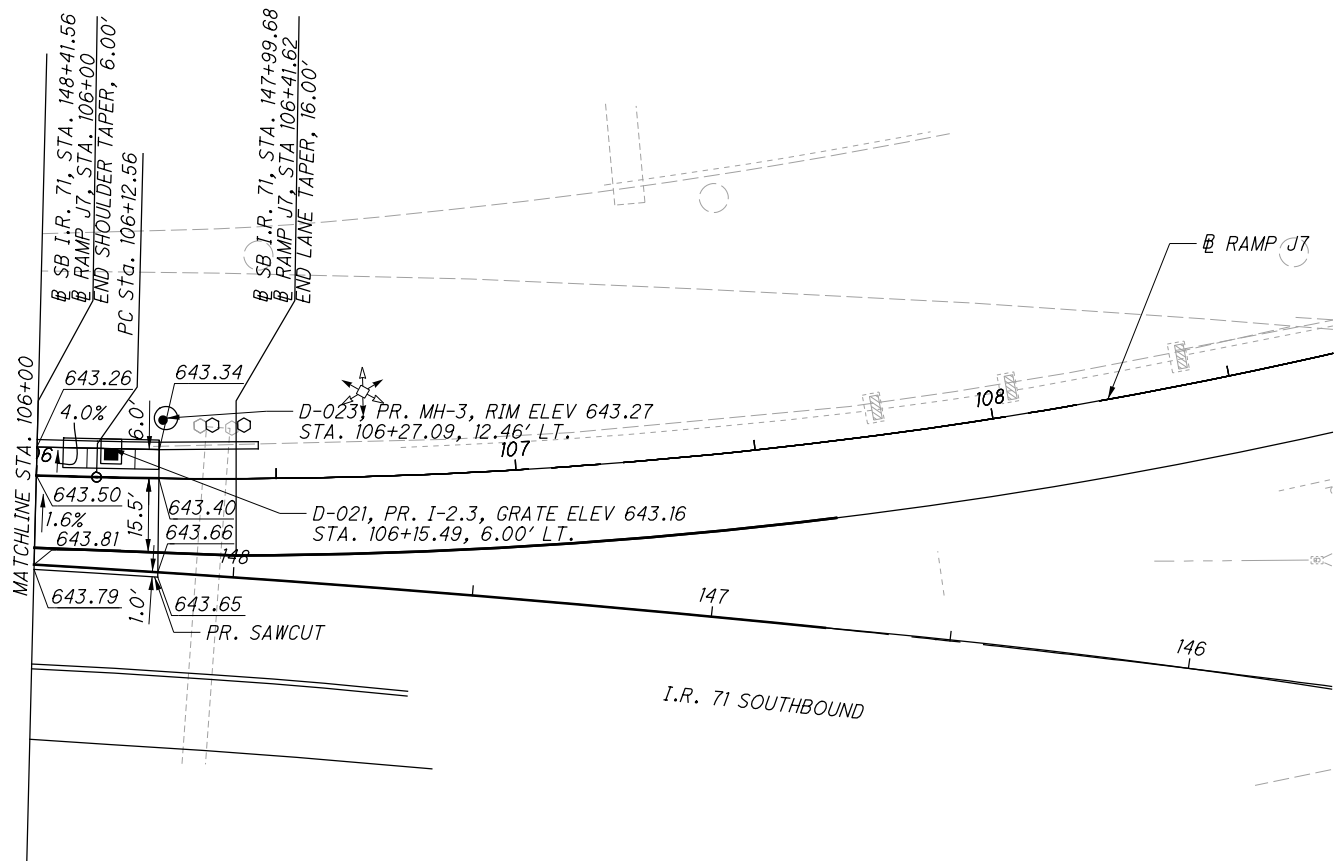 ℄ SB I.R. 71, STA. 148+41.56
℄ RAMP J7, STA. 106+00
END SHOULDER TAPER, 6.00'
PC Sta. 106+12.56
℄ SB I.R. 71, STA. 147+99.68
℄ RAMP J7, STA 106+41.62
END LANE TAPER, 16.00'
℄ RAMP J7
MATCHLINE STA. 106+00
643.26
643.34
4.0%
6.0'
D-023, PR. MH-3, RIM ELEV 643.27
STA. 106+27.09, 12.46' LT.
108
107
643.50
643.40
1.6%
15.5'
D-021, PR. I-2.3, GRATE ELEV 643.16
STA. 106+15.49, 6.00' LT.
643.81
643.66
148
643.79
1.0'
643.65
PR. SAWCUT
147
146
I.R. 71 SOUTHBOUND